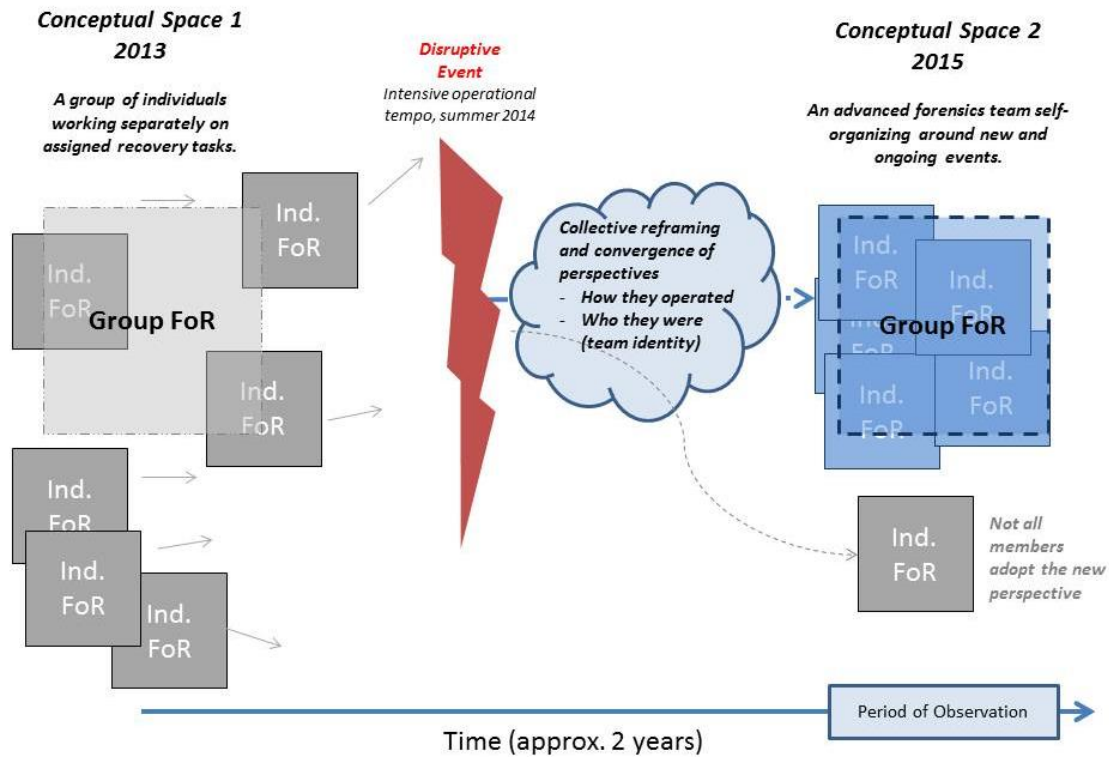 Conceptual Space 1
2013
A group of individuals
working separately on
assigned recovery tasks.
Ind.
FoR
Ind.
FoR
Group FoR
Ind.
FoR
Ind.
FoR
Ind.
FoR
Ind.
FoR
Disruptive
Event
Intensive operational
tempo, summer 2014
Collective reframing
and convergence of
perspectives
- How they operated
- Who they were
(team identity)
Conceptual Space 2
2015
An advanced forensics team self-
organizing around new and
ongoing events.
Ind.
FoR
Ind.
FoR
Group FoR
Ind.
FoR
Ind.
FoR
Ind.
FoR
Ind.
FoR
Not all
members
adopt the new
perspective
Period of Observation
Time (approx. 2 years)